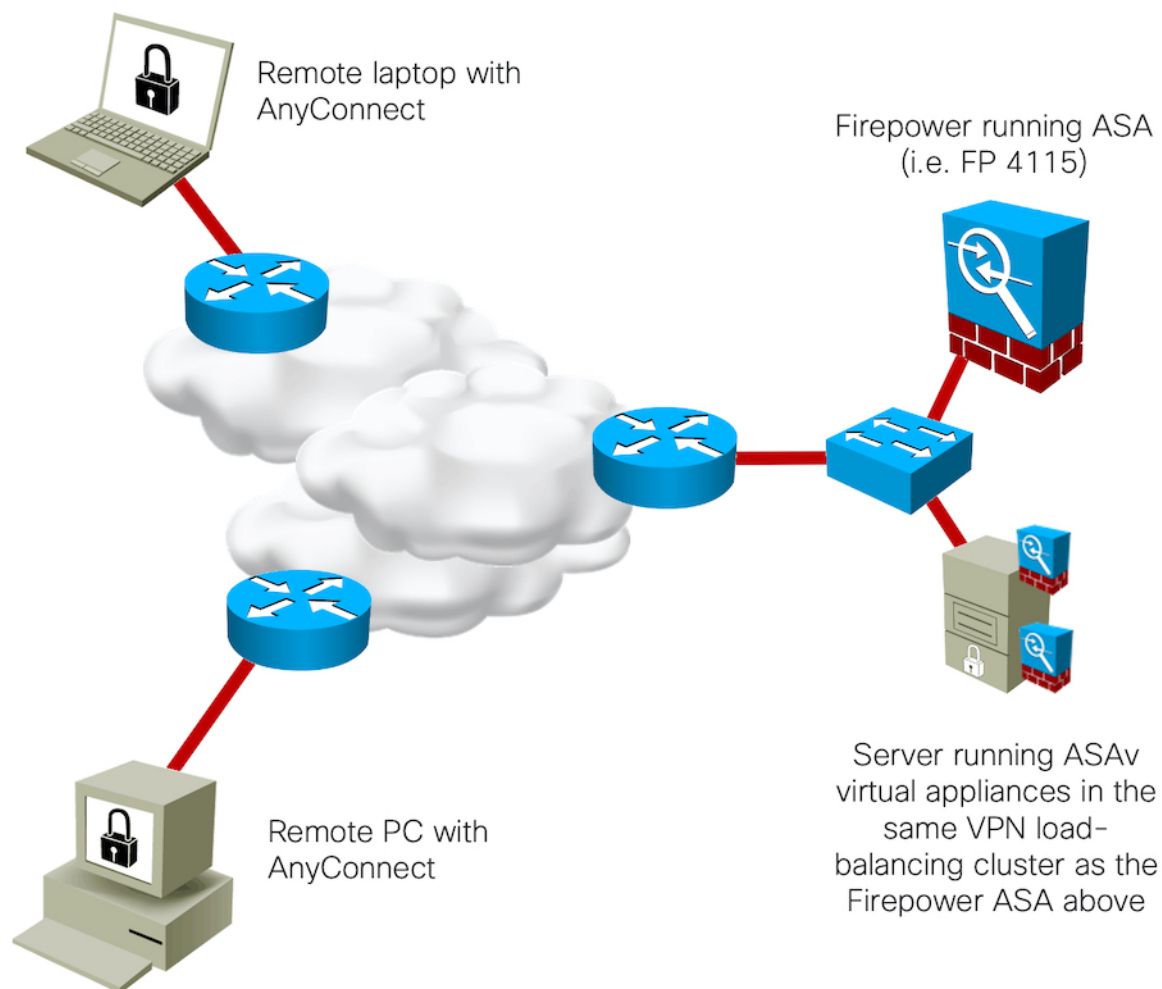 Remote laptop with
AnyConnect
Firepower running ASA
(i.e. FP 4115)
Remote PC with
AnyConnect
Server running ASAv
virtual appliances in the
same VPN load-
balancing cluster as the
Firepower ASA above